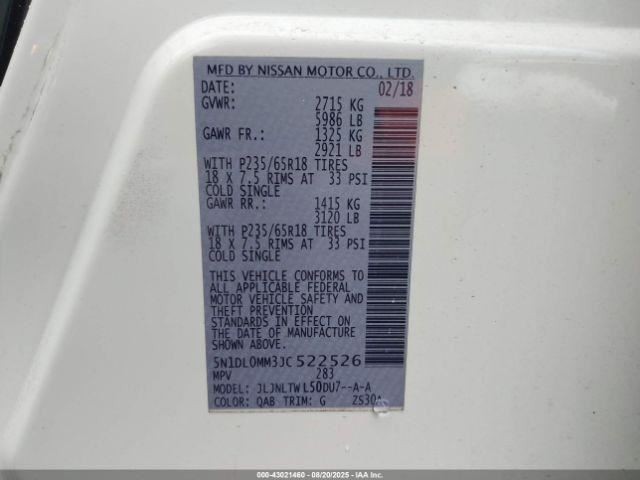 MFD BY NISSAN MOTOR CO., LTD.
DATE: 02/18
GVWR: 2715 KG
5986 LB
GAWR FR.: 1325 KG
2921 LB
WITH P235/65R18 TIRES
18 X 7.5 RIMS AT 33 PSI
COLD SINGLE
GAWR RR.: 1415 KG
3120 LB
WITH P235/65R18 TIRES
18 X 7.5 RIMS AT 33 PSI
COLD SINGLE
THIS VEHICLE CONFORMS TO
ALL APPLICABLE FEDERAL
MOTOR VEHICLE SAFETY AND
THEFT PREVENTION
STANDARDS IN EFFECT ON
THE DATE OF MANUFACTURE
SHOWN ABOVE.
5N1DL0MM3JC522526
MPV 283
MODEL: JLJNLTWL50DU7--A-A
COLOR: QAB TRIM: G ZS30A
000-43021460 - 08/20/2025 - IAAI LLC